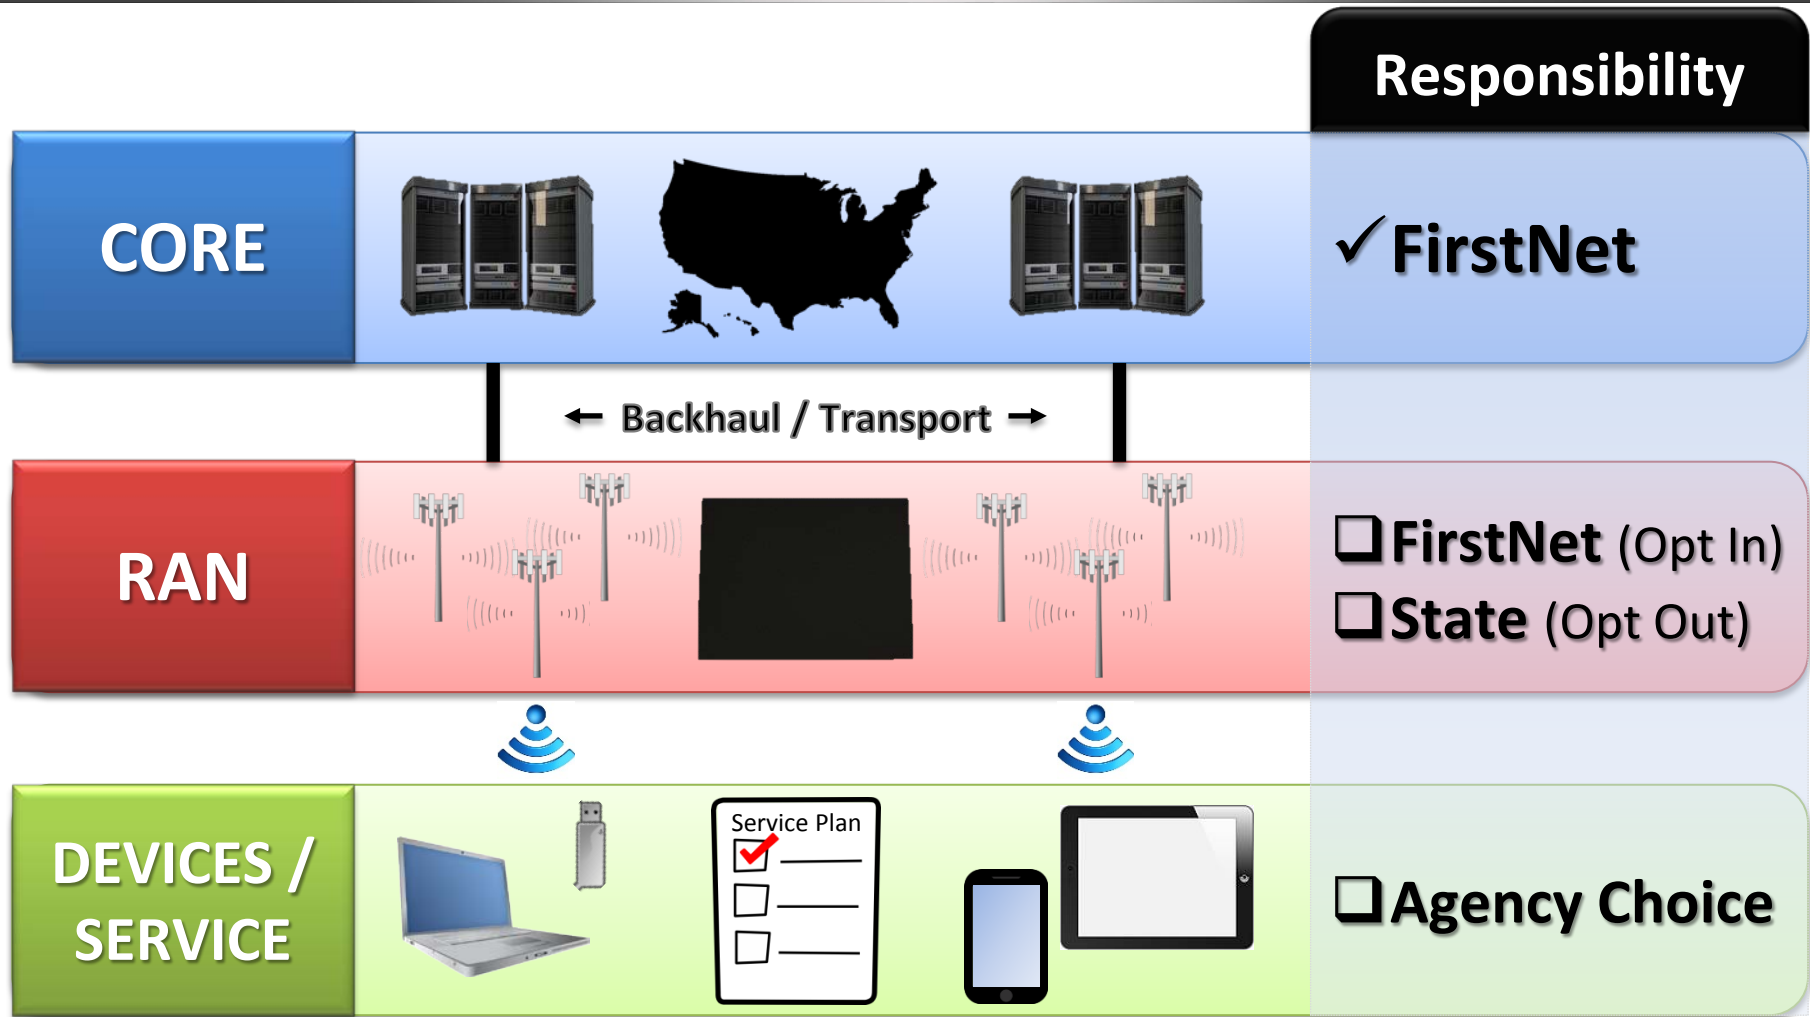 Responsibility
CORE
✓FirstNet
← Backhaul / Transport →
RAN
❑FirstNet (Opt In)
❑State (Opt Out)
DEVICES /
SERVICE
Service Plan
❑Agency Choice